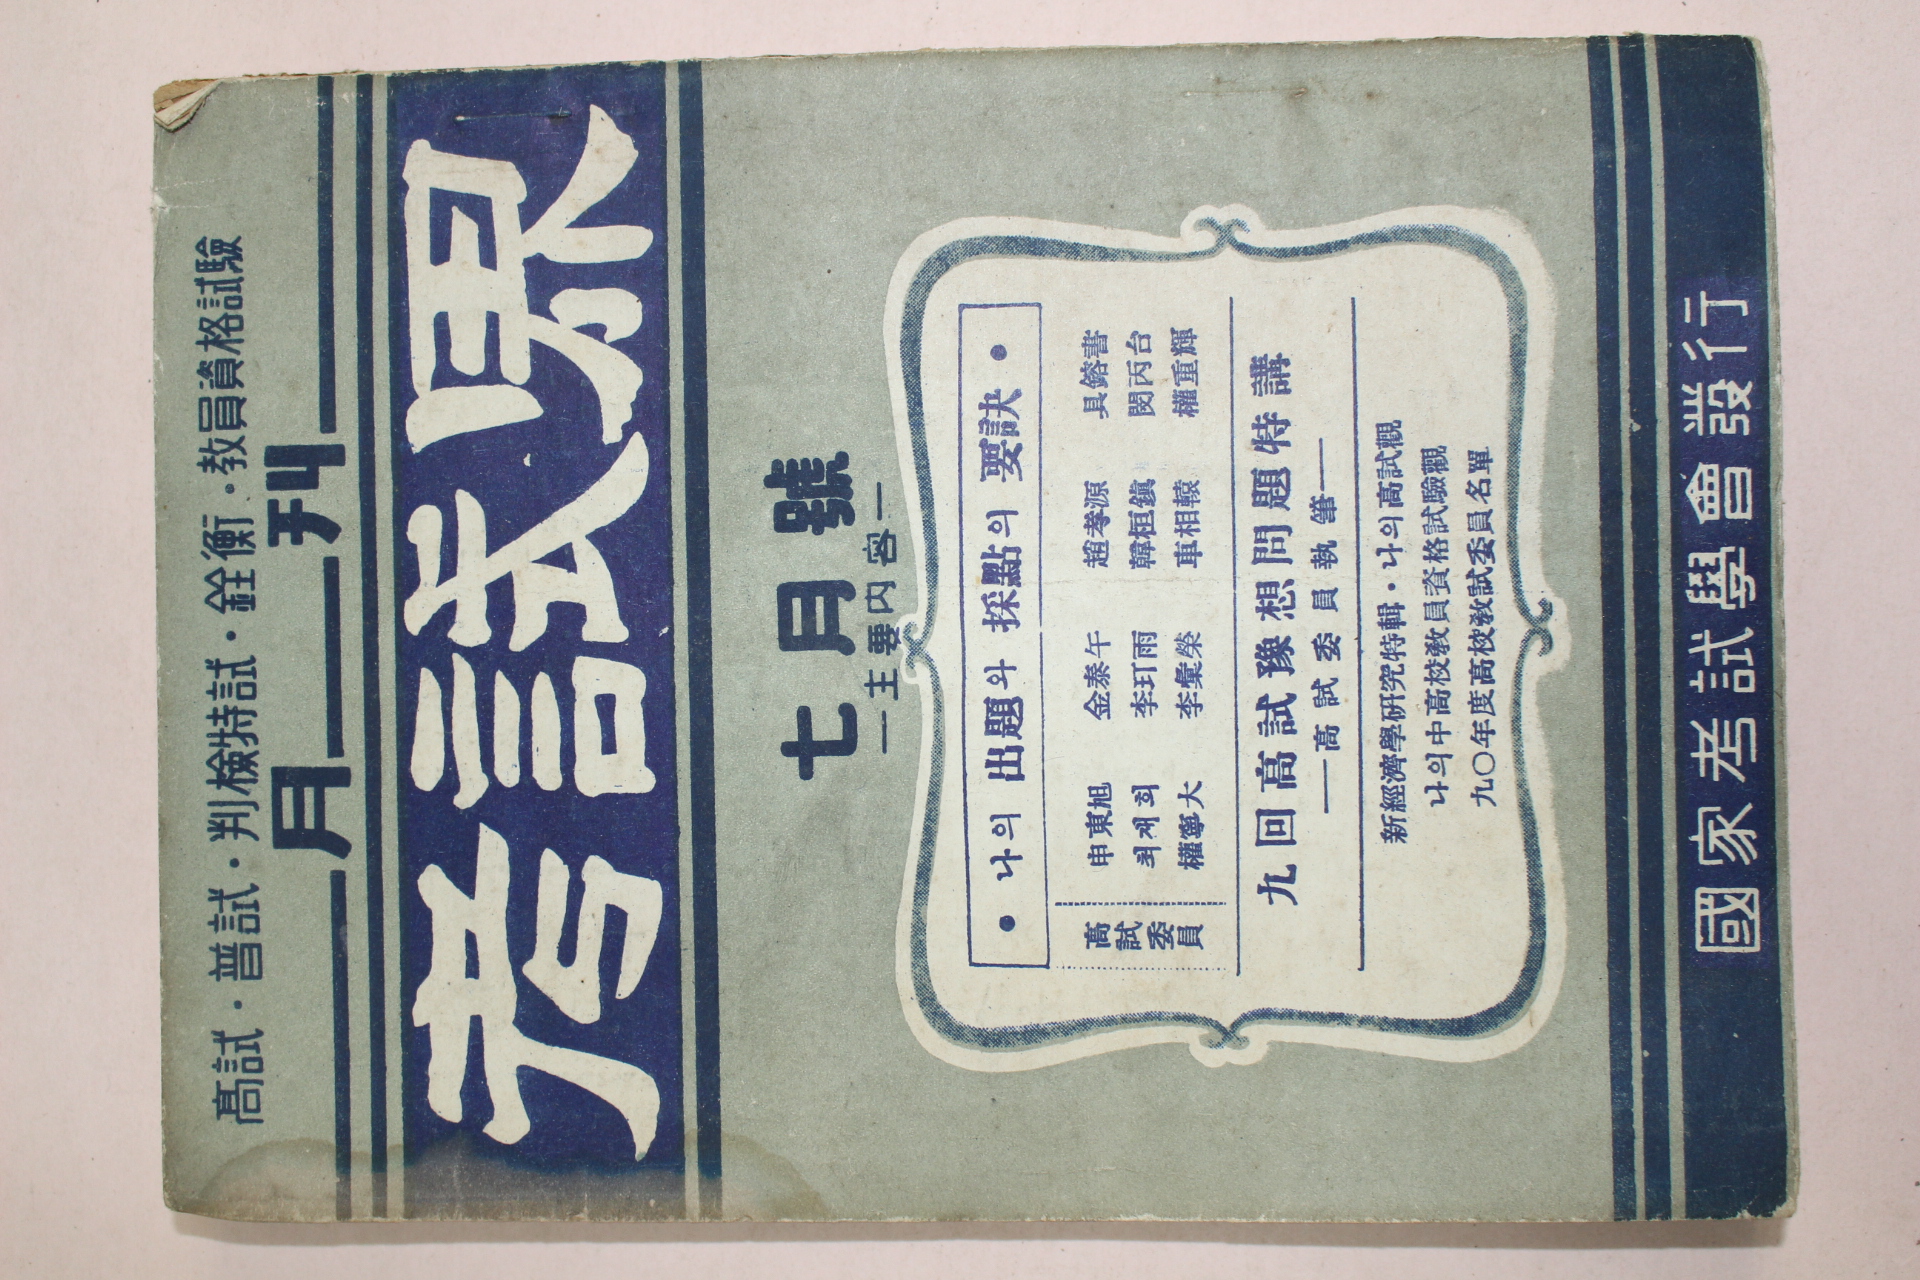 高試・普試・判檢特試・銓衡・教員資格試驗
月刊
考試界
七月號
―主要內容―
● 나의 出題와 採點의 要訣 ●
高試委員
申東旭 金泰午 趙孝源 具鎔書
최재희 李玎雨 韓桓鎭 閔丙台
權寧大 李彙榮 車相轅 權重輝
九回高試豫想問題特講
―高試委員執筆―
新經濟學研究特輯・나의高試觀
나의中高校教員資格試驗觀
九〇年度高校教試委員名單
國家考試學會發行